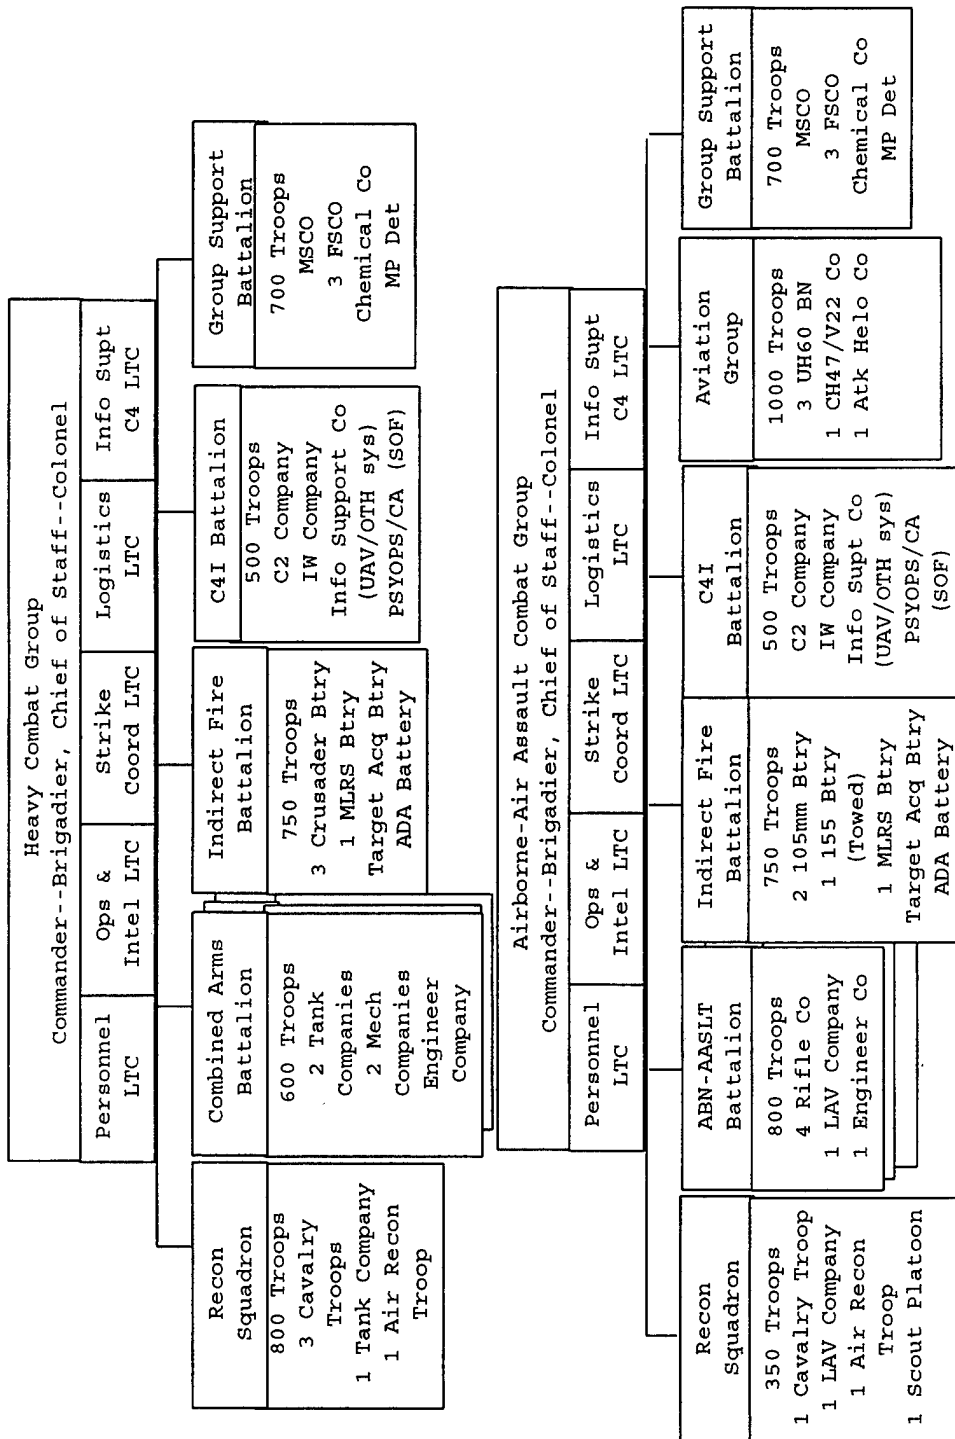 Heavy Combat Group
Commander--Brigadier, Chief of Staff--Colonel
Personnel
LTC
Ops &
Intel LTC
Strike
Coord LTC
Logistics
LTC
Info Supt
C4 LTC
Recon
Squadron
800 Troops
3 Cavalry
Troops
1 Tank Company
1 Air Recon
Troop
Combined Arms
Battalion
600 Troops
2 Tank
Companies
2 Mech
Companies
Engineer
Company
Indirect Fire
Battalion
750 Troops
3 Crusader Btry
1 MLRS Btry
Target Acq Btry
ADA Battery
C4I Battalion
500 Troops
C2 Company
IW Company
Info Support Co
(UAV/OTH sys)
PSYOPS/CA (SOF)
Group Support
Battalion
700 Troops
MSCO
3 FSCO
Chemical Co
MP Det
Airborne-Air Assault Combat Group
Commander--Brigadier, Chief of Staff--Colonel
Personnel
LTC
Ops &
Intel LTC
Strike
Coord LTC
Logistics
LTC
Info Supt
C4 LTC
Recon
Squadron
350 Troops
1 Cavalry Troop
1 LAV Company
1 Air Recon
Troop
1 Scout Platoon
ABN-AASLT
Battalion
800 Troops
4 Rifle Co
1 LAV Company
1 Engineer Co
Indirect Fire
Battalion
750 Troops
2 105mm Btry
1 155 Btry
(Towed)
1 MLRS Btry
Target Acq Btry
ADA Battery
C4I
Battalion
500 Troops
C2 Company
IW Company
Info Supt Co
(UAV/OTH sys)
PSYOPS/CA
(SOF)
Aviation
Group
1000 Troops
3 UH60 BN
1 CH47/V22 Co
1 Atk Helo Co
Group Support
Battalion
700 Troops
MSCO
3 FSCO
Chemical Co
MP Det